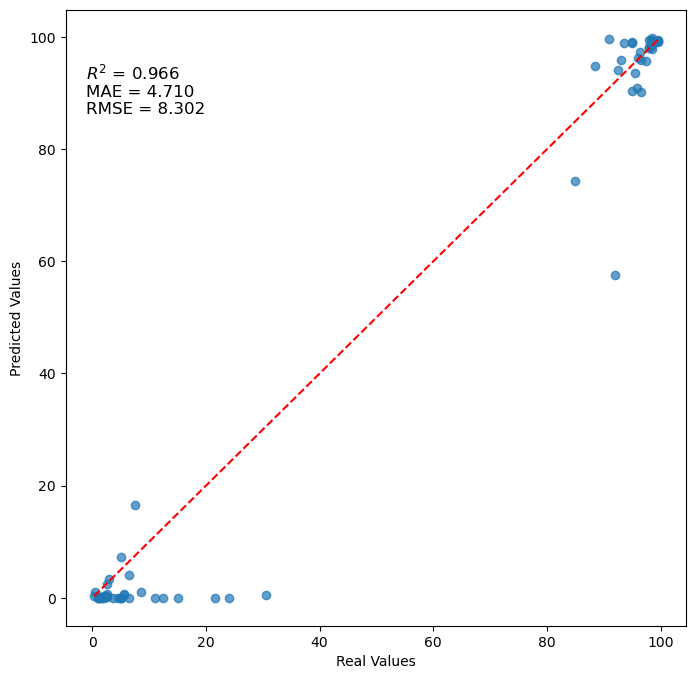 R² = 0.966
MAE = 4.710
RMSE = 8.302
100
80
60
40
20
0
Predicted Values
0 20 40 60 80 100
Real Values